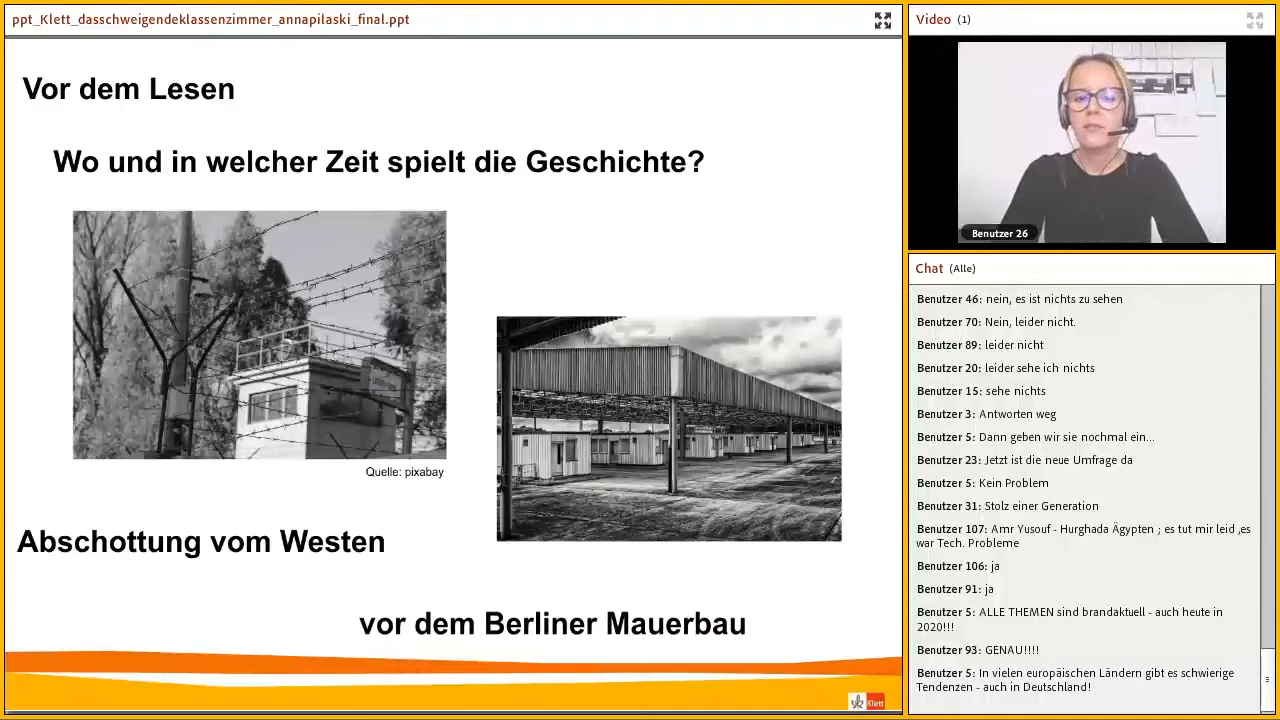 ppt_Klett_dasschweigendeklassenzimmer_annapilaski_final.ppt
Vor dem Lesen
Wo und in welcher Zeit spielt die Geschichte?
Quelle: pixabay
Abschottung vom Westen
vor dem Berliner Mauerbau
Klett
Video (1)
Benutzer 26
Chat (Alle)
Benutzer 46: nein, es ist nichts zu sehen
Benutzer 70: Nein, leider nicht.
Benutzer 89: leider nicht
Benutzer 20: leider sehe ich nichts
Benutzer 15: sehe nichts
Benutzer 3: Antworten weg
Benutzer 5: Dann geben wir sie nochmal ein...
Benutzer 23: Jetzt ist die neue Umfrage da
Benutzer 5: Kein Problem
Benutzer 31: Stolz einer Generation
Benutzer 107: Amr Yusouf - Hurghada Ägypten ; es tut mir leid ,es
war Tech. Probleme
Benutzer 106: ja
Benutzer 91: ja
Benutzer 5: ALLE THEMEN sind brandaktuell - auch heute in
2020!!!
Benutzer 93: GENAU!!!!
Benutzer 5: In vielen europäischen Ländern gibt es schwierige
Tendenzen - auch in Deutschland!